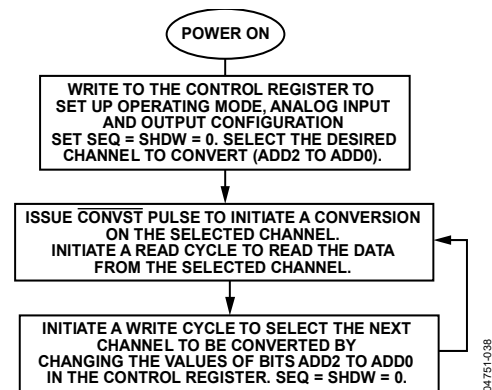 POWER ON
WRITE TO THE CONTROL REGISTER TO
SET UP OPERATING MODE, ANALOG INPUT
AND OUTPUT CONFIGURATION
SET SEQ = SHDW = 0. SELECT THE DESIRED
CHANNEL TO CONVERT (ADD2 TO ADD0).
ISSUE CONVST PULSE TO INITIATE A CONVERSION
ON THE SELECTED CHANNEL.
INITIATE A READ CYCLE TO READ THE DATA
FROM THE SELECTED CHANNEL.
INITIATE A WRITE CYCLE TO SELECT THE NEXT
CHANNEL TO BE CONVERTED BY
CHANGING THE VALUES OF BITS ADD2 TO ADD0
IN THE CONTROL REGISTER. SEQ = SHDW = 0.
04751-038